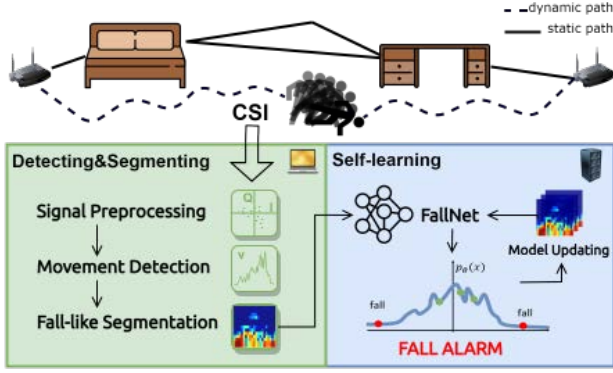 dynamic path
static path
CSI
Detecting&Segmenting
Signal Preprocessing
Q
Movement Detection
V
Fall-like Segmentation
Self-learning
FallNet
Model Updating
pₐ(x)
fall
fall
FALL ALARM